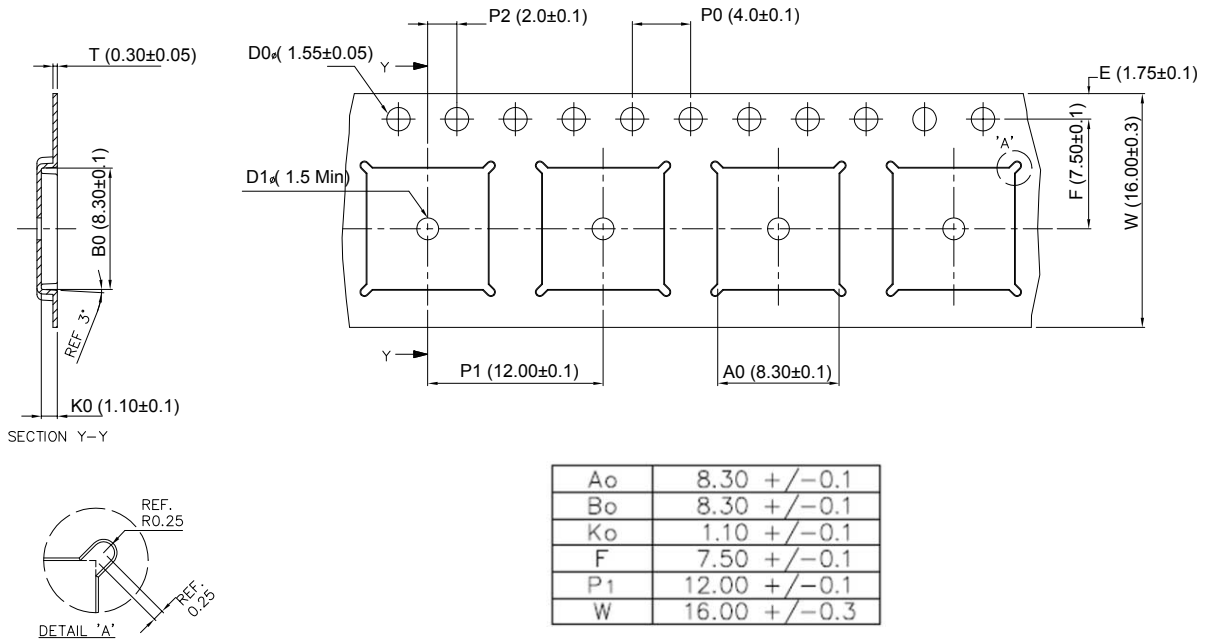 P2 (2.0±0.1)
P0 (4.0±0.1)
T (0.30±0.05)
D0ø( 1.55±0.05)
Y
E (1.75±0.1)
'A'
B0 (8.30±0.1)
D1ø( 1.5 Min)
F (7.50±0.1)
W (16.00±0.3)
REF 3°
Y
P1 (12.00±0.1)
A0 (8.30±0.1)
K0 (1.10±0.1)
SECTION Y-Y
REF.
R0.25
REF.
0.25
DETAIL 'A'
Ao 8.30 +/-0.1
Bo 8.30 +/-0.1
Ko 1.10 +/-0.1
F 7.50 +/-0.1
P1 12.00 +/-0.1
W 16.00 +/-0.3